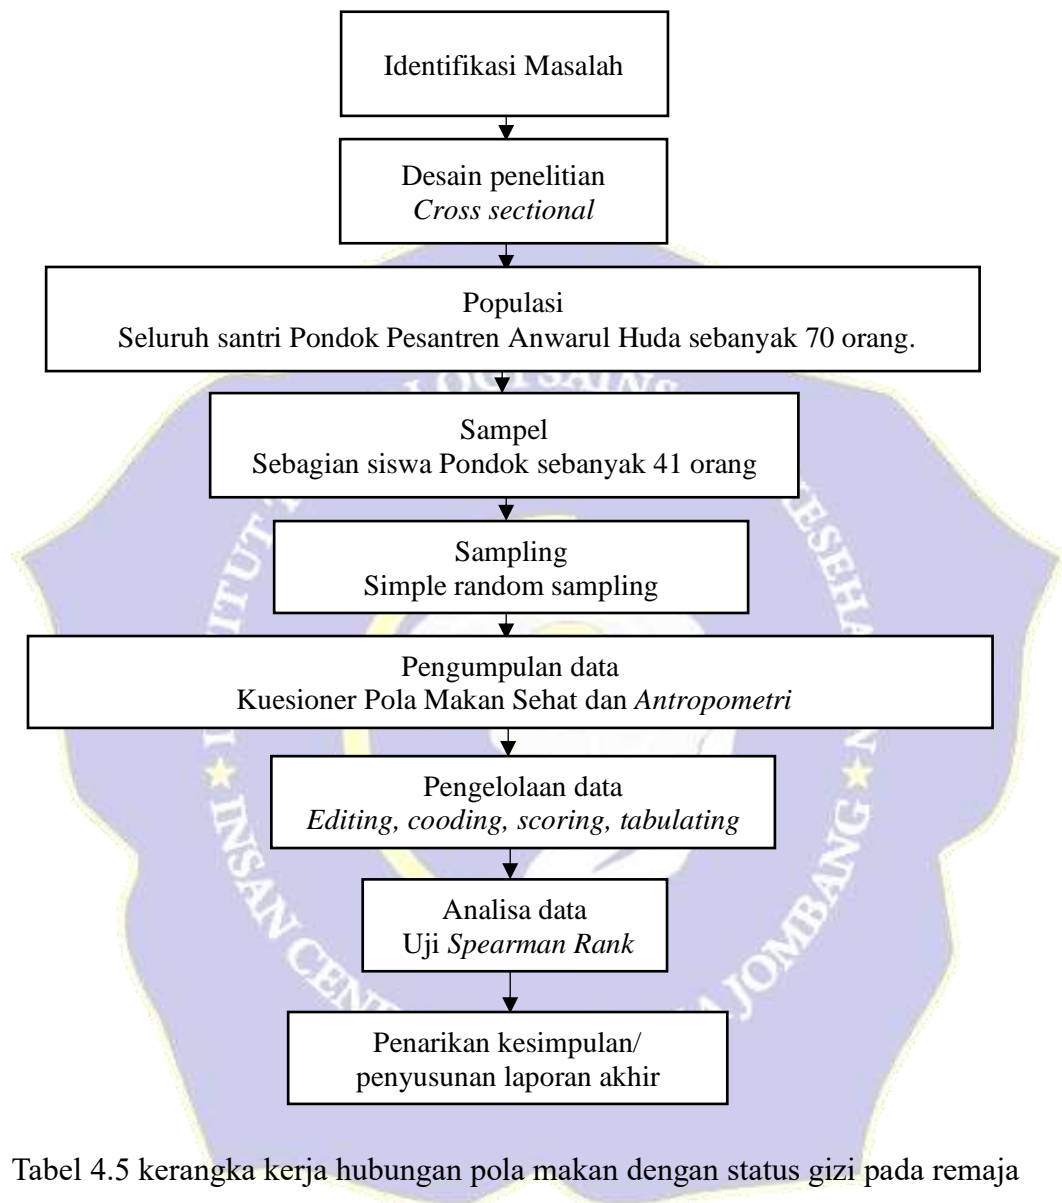 Identifikasi Masalah
Desain penelitian
Cross sectional
Populasi
Seluruh santri Pondok Pesantren Anwarul Huda sebanyak 70 orang.
Sampel
Sebagian siswa Pondok sebanyak 41 orang
Sampling
Simple random sampling
Pengumpulan data
Kuesioner Pola Makan Sehat dan Antropometri
Pengelolaan data
Editing, cooding, scoring, tabulating
Analisa data
Uji Spearman Rank
Penarikan kesimpulan/
penyusunan laporan akhir
Tabel 4.5 kerangka kerja hubungan pola makan dengan status gizi pada remaja
SAINS
INSAN
JOMBANG